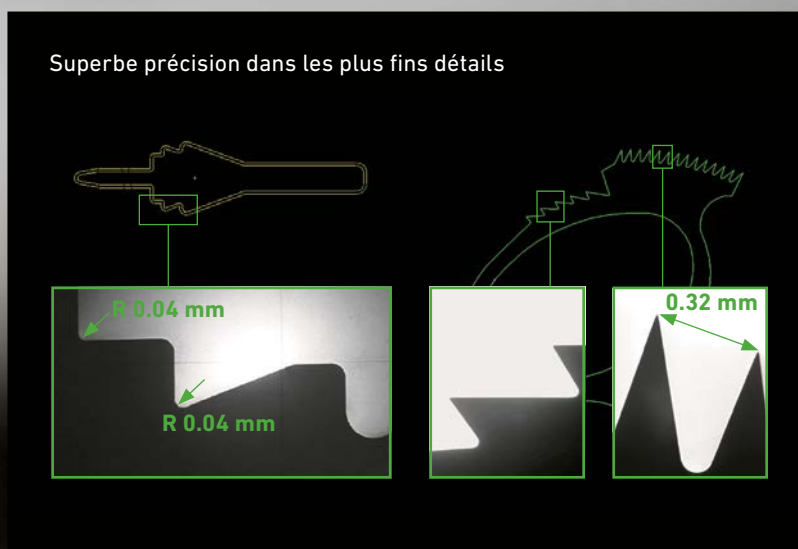 Superbe précision dans les plus fins détails
R 0.04 mm
R 0.04 mm
0.32 mm